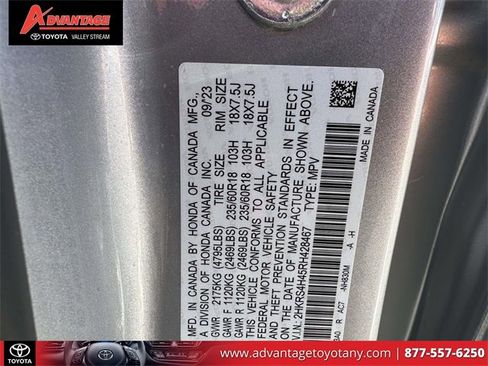 ADVANTAGE
TOYOTA VALLEY STREAM
MANUFACTURED IN CANADA BY HONDA OF CANADA MFG.,
A DIVISION OF HONDA CANADA INC. 09/'23
GVWR 2175KG (4795LBS) TIRE SIZE RIM SIZE
GAWR F 1120KG (2469LBS) 235/60R18 103H 18X7.5J
GAWR R 1120KG (2469LBS) 235/60R18 103H 18X7.5J
THIS VEHICLE CONFORMS TO ALL APPLICABLE
FEDERAL MOTOR VEHICLE SAFETY
AND THEFT PREVENTION STANDARDS IN EFFECT
ON THE DATE OF MANUFACTURE SHOWN ABOVE.
V.I.N: 2HKRS4H45RH428467 TYPE: MPV
R AC7 -NH830M -A -H
MADE IN CANADA
www.advantagetoyotany.com 877-557-6250